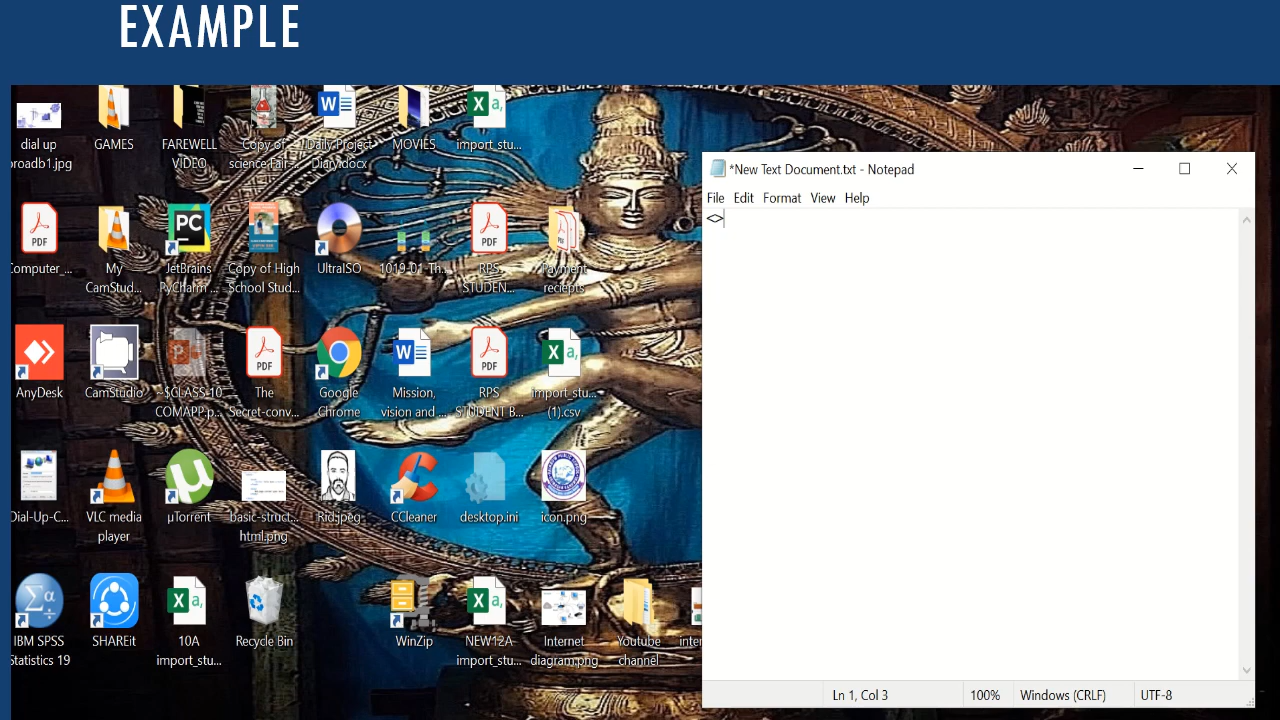 EXAMPLE
dial up
broadb1.jpg
GAMES
FAREWELL
VIDEO
Copy of
science Fair ...
Daily Project
Diary.docx
MOVIES
import_stu...
Computer_...
My
CamStud...
JetBrains
PyCharm ...
Copy of High
School Stud...
UltraISO
1019-01 Th...
RPS
STUDEN...
Payment
reciepts
AnyDesk
CamStudio
~$CLASS-10
COMAPP.p...
The
Secret-conv...
Google
Chrome
Mission,
vision and ...
RPS
STUDENT B...
import_stu...
(1).csv
Dial-Up-C...
VLC media
player
µTorrent
basic-struct...
html.png
Rid.jpeg
CCleaner
desktop.ini
icon.png
IBM SPSS
Statistics 19
SHAREit
10A
import_stu...
Recycle Bin
WinZip
NEW12A
import_stu...
Internet
diagram.png
Youtube
channel
*New Text Document.txt - Notepad
File Edit Format View Help
<>
Ln 1, Col 3 100% Windows (CRLF) UTF-8